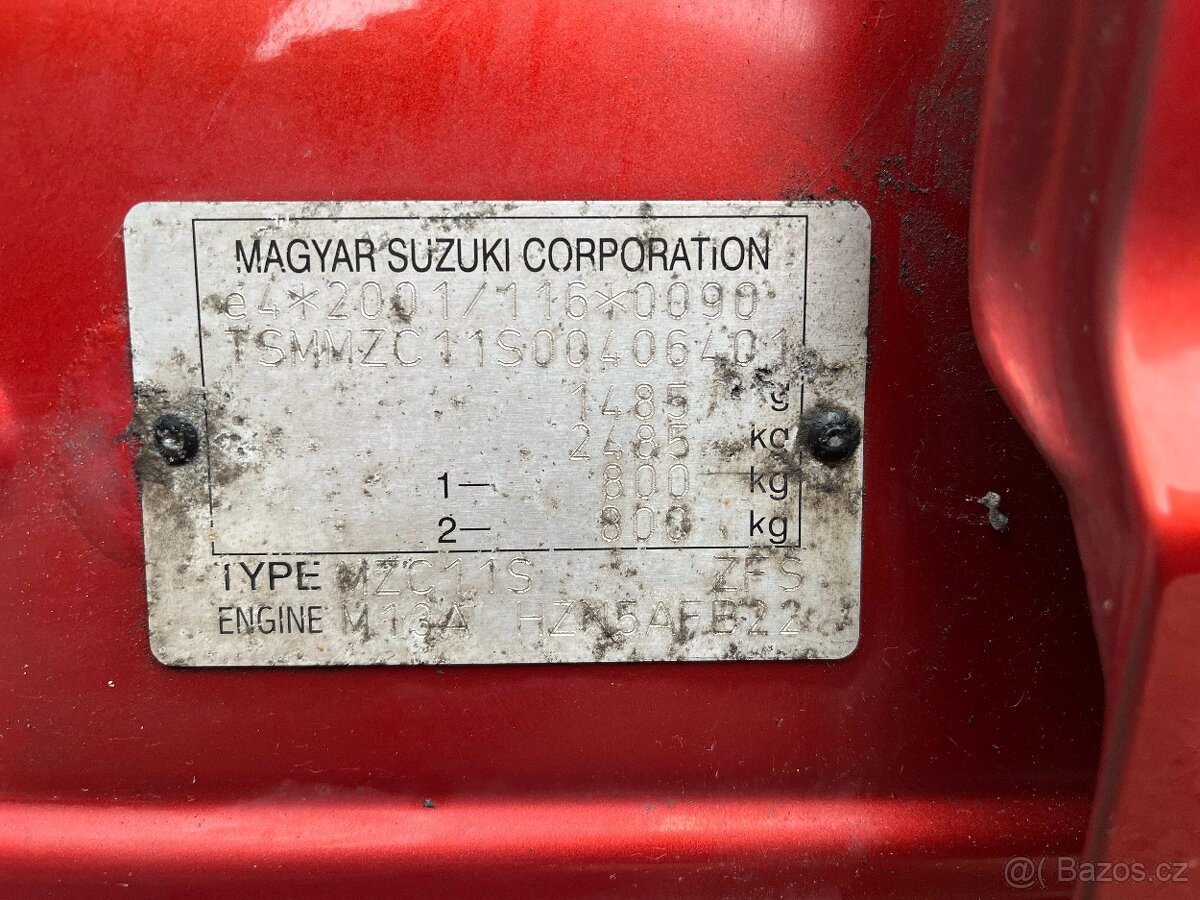 MAGYAR SUZUKI CORPORATION
e4*2001/116*0090
TSMMZC11S00406401
1485 kg
2485 kg
1— 800 kg
2— 800 kg
TYPE MZC11S ZFS
ENGINE M13A HZN5AFB22
@( Bazos.cz